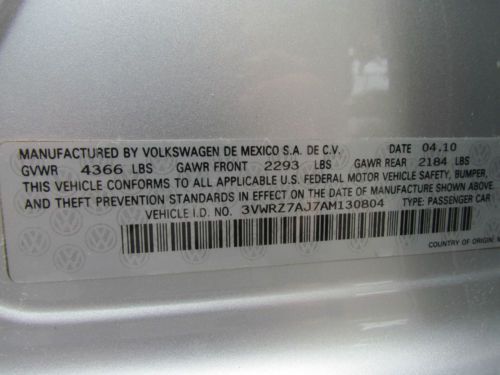 MANUFACTURED BY VOLKSWAGEN DE MEXICO S.A. DE C.V. DATE 04.10
GVWR 4366 LBS GAWR FRONT 2293 LBS GAWR REAR 2184 LBS
THIS VEHICLE CONFORMS TO ALL APPLICABLE U.S. FEDERAL MOTOR VEHICLE SAFETY, BUMPER,
AND THEFT PREVENTION STANDARDS IN EFFECT ON THE DATE OF MANUFACTURE SHOWN ABOVE.
VEHICLE I.D. NO. 3VWRZ7AJ7AM130804 TYPE: PASSENGER CAR
COUNTRY OF ORIGIN